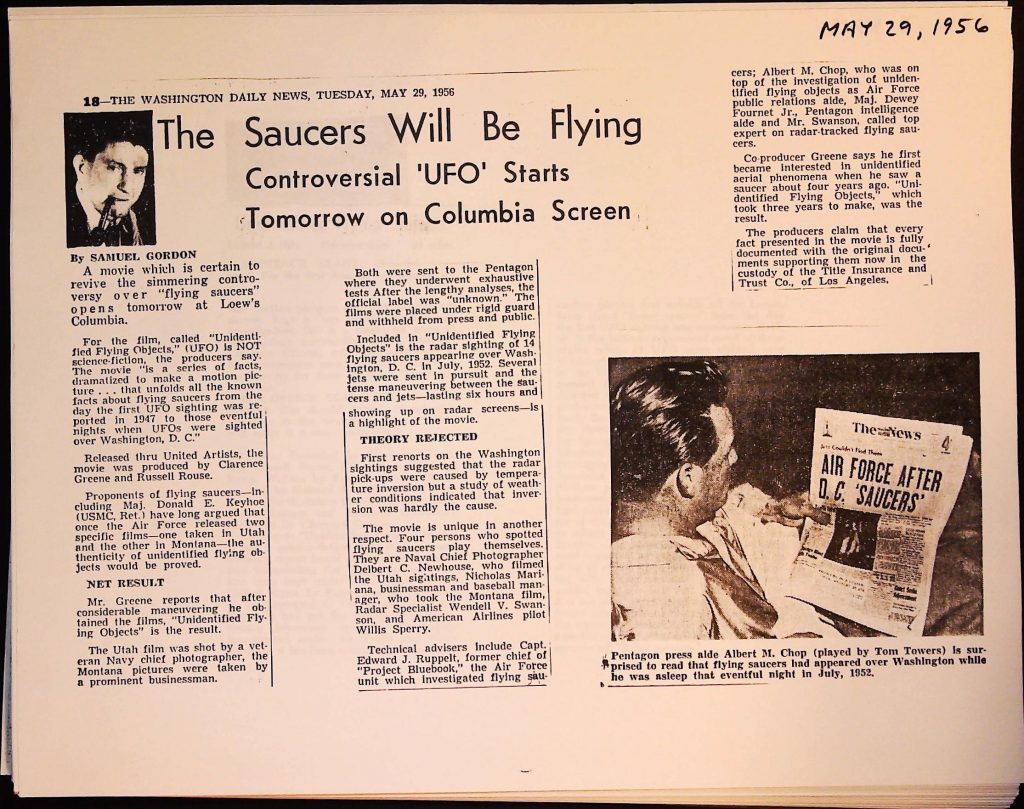 MAY 29, 1956
18—THE WASHINGTON DAILY NEWS, TUESDAY, MAY 29, 1956
The Saucers Will Be Flying
Controversial 'UFO' Starts
Tomorrow on Columbia Screen
By SAMUEL GORDON
A movie which is certain to
revive the simmering contro-
versy over "flying saucers"
opens tomorrow at Loew's
Columbia.
For the film, called "Unidenti-
fied Flying Objects," (UFO) is NOT
science-fiction, the producers say.
The movie "is a series of facts,
dramatized to make a motion pic-
ture . . . that unfolds all the known
facts about flying saucers from the
day the first UFO sighting was re-
ported in 1947 to those eventful
nights when UFOs were sighted
over Washington, D. C."
Released thru United Artists, the
movie was produced by Clarence
Greene and Russell Rouse.
Proponents of flying saucers—in-
cluding Maj. Donald E. Keyhoe
(USMC, Ret.) have long argued that
once the Air Force released two
specific films—one taken in Utah
and the other in Montana—the au-
thenticity of unidentified flying ob-
jects would be proved.
NET RESULT
Mr. Greene reports that after
considerable maneuvering he ob-
tained the films, "Unidentified Fly-
ing Objects" is the result.
The Utah film was shot by a vet-
eran Navy chief photographer, the
Montana pictures were taken by
a prominent businessman.
Both were sent to the Pentagon
where they underwent exhaustive
tests After the lengthy analyses, the
official label was "unknown." The
films were placed under rigid guard
and withheld from press and public.
Included in "Unidentified Flying
Objects" is the radar sighting of 14
flying saucers appearing over Wash-
ington, D. C. in July, 1952. Several
jets were sent in pursuit and the
tense maneuvering between the sau-
cers and jets—lasting six hours and
showing up on radar screens—is
a highlight of the movie.
THEORY REJECTED
First renorts on the Washington
sightings suggested that the radar
pick-ups were caused by tempera-
ture inversion but a study of weath-
er conditions indicated that inver-
sion was hardly the cause.
The movie is unique in another
respect. Four persons who spotted
flying saucers play themselves.
They are Naval Chief Photographer
Delbert C. Newhouse, who filmed
the Utah sightings, Nicholas Mari-
ana, businessman and baseball man-
ager, who took the Montana film,
Radar Specialist Wendell V. Swan-
son, and American Airlines pilot
Willis Sperry.
Technical advisers include Capt.
Edward J. Ruppelt, former chief of
"Project Bluebook," the Air Force
unit which investigated flying sau-
cers; Albert M. Chop, who was on
top of the investigation of uniden-
tified flying objects as Air Force
public relations aide, Maj. Dewey
Fournet Jr., Pentagon intelligence
aide and Mr. Swanson, called top
expert on radar-tracked flying sau-
cers.
Co-producer Greene says he first
became interested in unidentified
aerial phenomena when he saw a
saucer about four years ago. "Uni-
dentified Flying Objects," which
took three years to make, was the
result.
The producers claim that every
fact presented in the movie is fully
documented with the original docu-
ments supporting them now in the
custody of the Title Insurance and
Trust Co., of Los Angeles.
The News
Jets Couldn't Find Them
AIR FORCE AFTER
D. C. 'SAUCERS'
Pentagon press aide Albert M. Chop (played by Tom Towers) is sur-
prised to read that flying saucers had appeared over Washington while
he was asleep that eventful night in July, 1952.